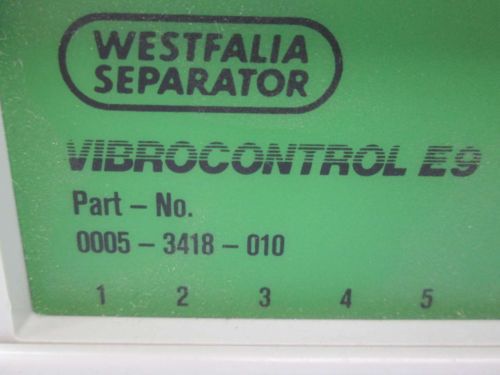 WESTFALIA
SEPARATOR
VIBROCONTROL E9
Part – No.
0005 – 3418 – 010
1 2 3 4 5